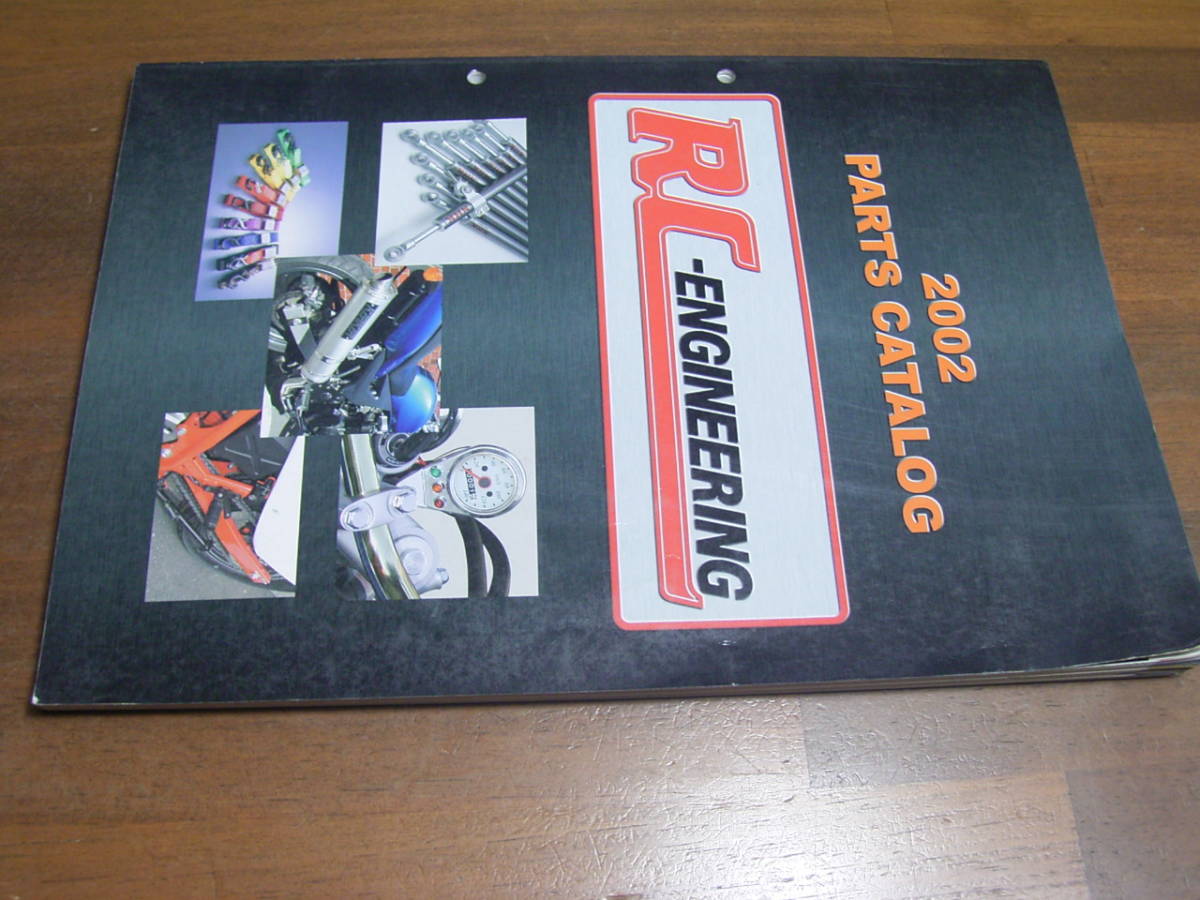 2002
PARTS CATALOG
RC-ENGINEERING